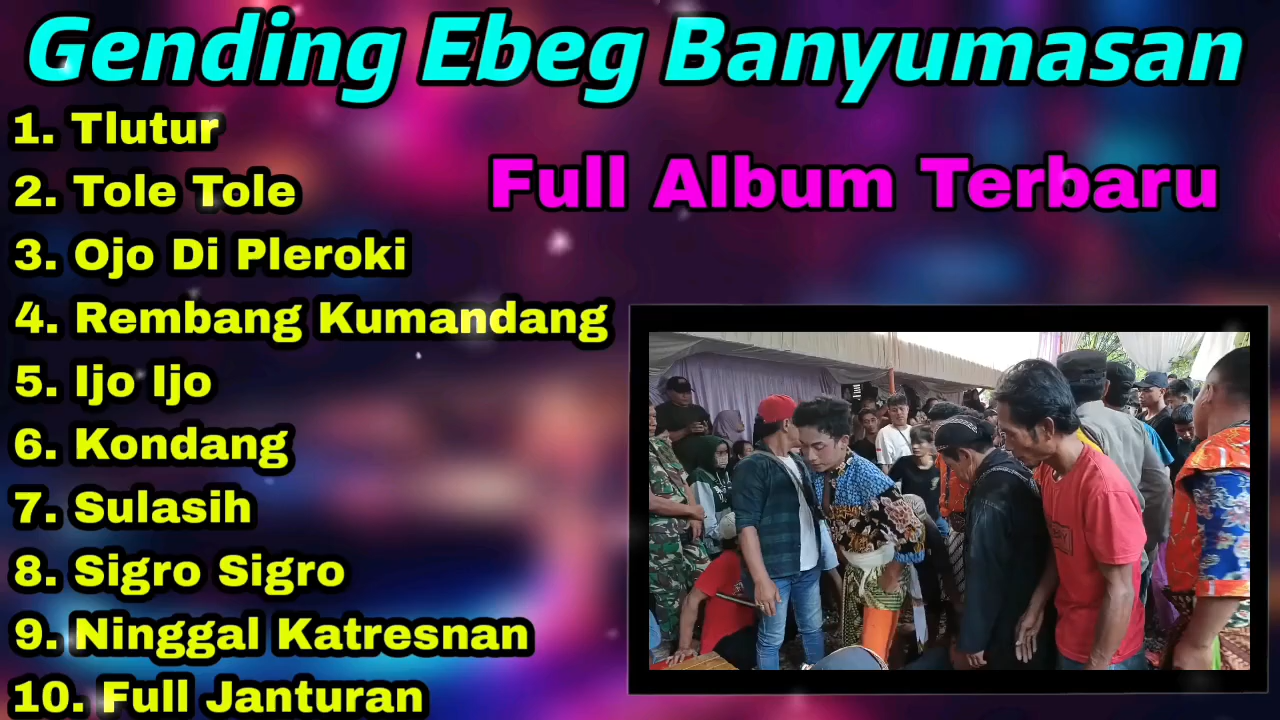 Gending Ebeg Banyumasan
Full Album Terbaru
1. Tlutur
2. Tole Tole
3. Ojo Di Pleroki
4. Rembang Kumandang
5. Ijo Ijo
6. Kondang
7. Sulasih
8. Sigro Sigro
9. Ninggal Katresnan
10. Full Janturan